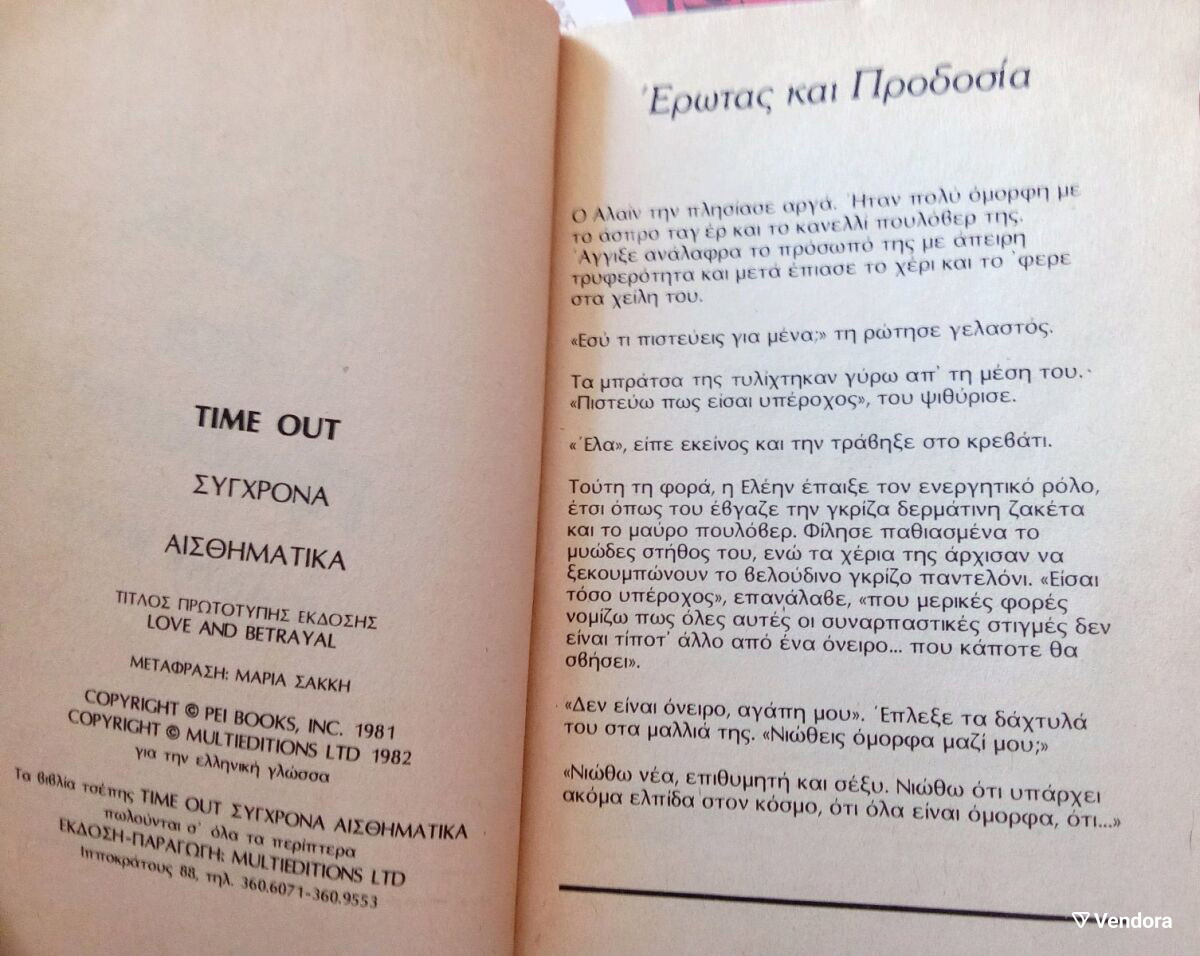 TIME OUT
ΣΥΓΧΡΟΝΑ
ΑΙΣΘΗΜΑΤΙΚΑ
ΤΙΤΛΟΣ ΠΡΩΤΟΤΥΠΗΣ ΕΚΔΟΣΗΣ
LOVE AND BETRAYAL
ΜΕΤΑΦΡΑΣΗ: ΜΑΡΙΑ ΣΑΚΚΗ
COPYRIGHT © PEI BOOKS, INC. 1981
COPYRIGHT © MULTIEDITIONS LTD 1982
για την ελληνική γλώσσα
Τα βιβλία τσέπης TIME OUT ΣΥΓΧΡΟΝΑ ΑΙΣΘΗΜΑΤΙΚΑ
πωλούνται σ' όλα τα περίπτερα
ΕΚΔΟΣΗ-ΠΑΡΑΓΩΓΗ: MULTIEDITIONS LTD
Ιπποκράτους 88, τηλ. 360.6071-360.9553
Έρωτας και Προδοσία
Ο Αλαίν την πλησίασε αργά. Ήταν πολύ όμορφη με
το άσπρο ταγ έρ και το κανελλί πουλόβερ της.
Άγγιξε ανάλαφρα το πρόσωπό της με άπειρη
τρυφερότητα και μετά έπιασε το χέρι και το 'φερε
στα χείλη του.
«Εσύ τι πιστεύεις για μένα;» τη ρώτησε γελαστός.
Τα μπράτσα της τυλίχτηκαν γύρω απ' τη μέση του.
«Πιστεύω πως είσαι υπέροχος», του ψιθύρισε.
«Έλα», είπε εκείνος και την τράβηξε στο κρεβάτι.
Τούτη τη φορά, η Ελέην έπαιξε τον ενεργητικό ρόλο,
έτσι όπως του έβγαζε την γκρίζα δερμάτινη ζακέτα
και το μαύρο πουλόβερ. Φίλησε παθιασμένα το
μυώδες στήθος του, ενώ τα χέρια της άρχισαν να
ξεκουμπώνουν το βελούδινο γκρίζο παντελόνι. «Είσαι
τόσο υπέροχος», επανάλαβε, «που μερικές φορές
νομίζω πως όλες αυτές οι συναρπαστικές στιγμές δεν
είναι τίποτ' άλλο από ένα όνειρο... που κάποτε θα
σβήσει».
«Δεν είναι όνειρο, αγάπη μου». Έπλεξε τα δάχτυλά
του στα μαλλιά της. «Νιώθεις όμορφα μαζί μου;»
«Νιώθω νέα, επιθυμητή και σέξυ. Νιώθω ότι υπάρχει
ακόμα ελπίδα στον κόσμο, ότι όλα είναι όμορφα, ότι...»
Vendora